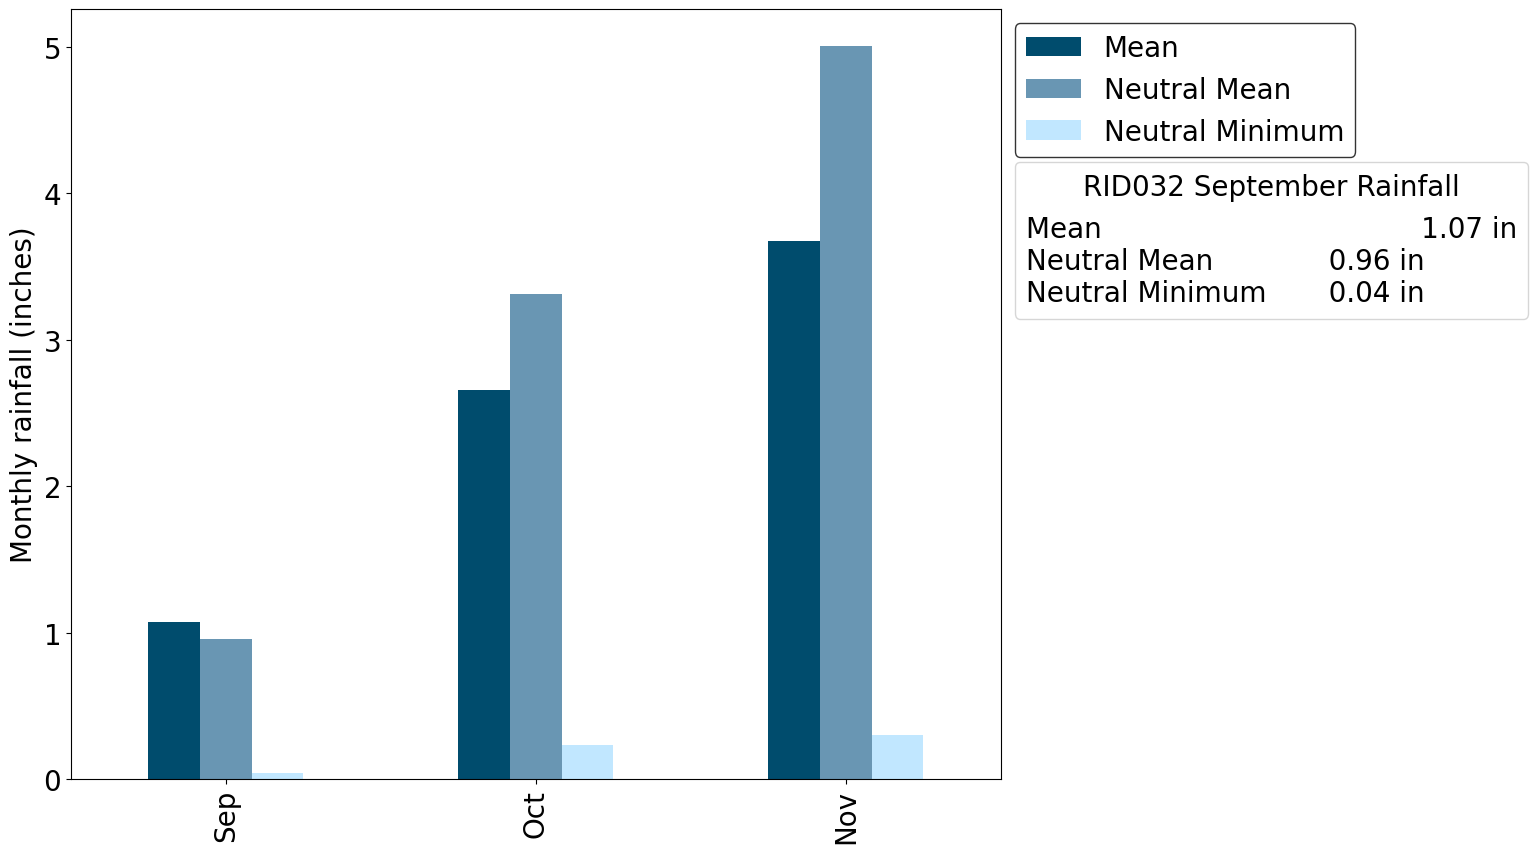 Monthly rainfall (inches)
5
4
3
2
1
0
Sep
Oct
Nov
Mean
Neutral Mean
Neutral Minimum
RID032 September Rainfall
Mean 1.07 in
Neutral Mean 0.96 in
Neutral Minimum 0.04 in